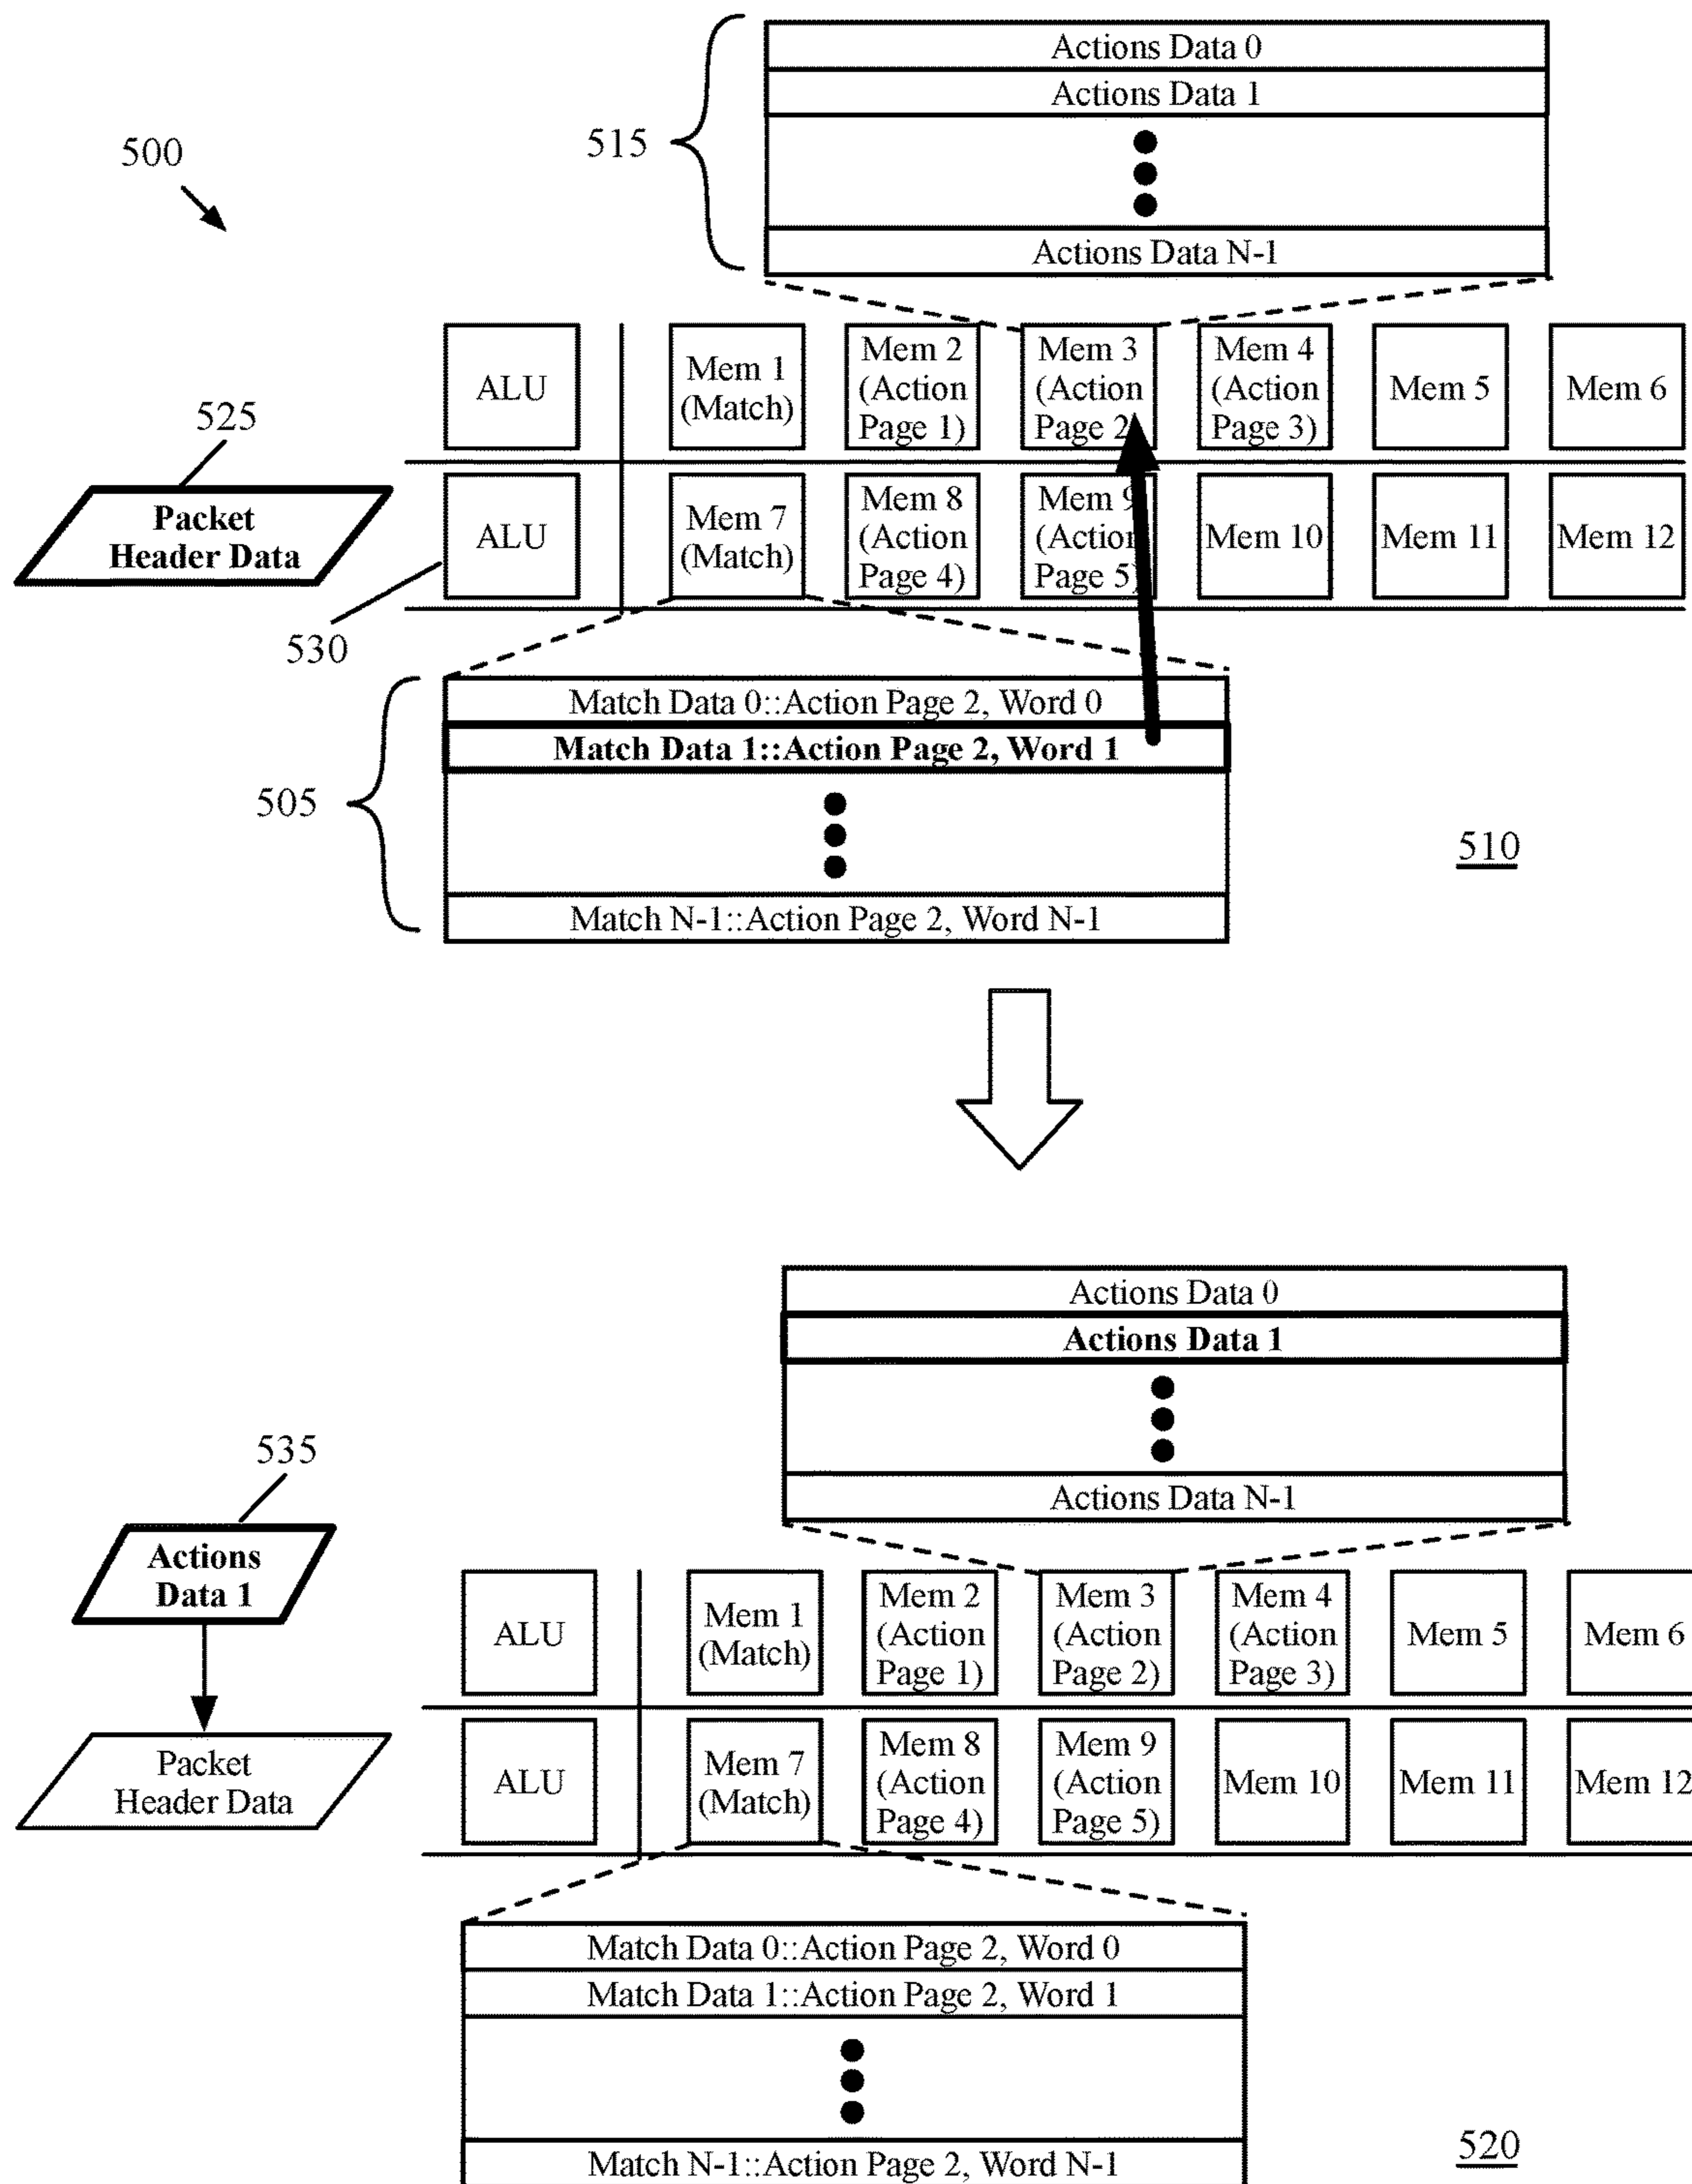 Actions Data 0
Actions Data 1
515
500
Actions Data N-1
ALU
Mem 1
(Match)
Mem 2
(Action
Page 1)
Mem 3
(Action
Page 2
Mem 4
(Action
Page 3)
Mem 5
Mem 6
525
Packet
Header Data
ALU
Mem 7
(Match)
Mem 8
(Action
Page 4)
Mem 9
(Action
Page 5)
Mem 10
Mem 11
Mem 12
530
Match Data 0::Action Page 2, Word 0
Match Data 1::Action Page 2, Word 1
505
510
Match N-1::Action Page 2, Word N-1
Actions Data 0
Actions Data 1
Actions Data N-1
535
Actions
Data 1
ALU
Mem 1
(Match)
Mem 2
(Action
Page 1)
Mem 3
(Action
Page 2)
Mem 4
(Action
Page 3)
Mem 5
Mem 6
Packet
Header Data
ALU
Mem 7
(Match)
Mem 8
(Action
Page 4)
Mem 9
(Action
Page 5)
Mem 10
Mem 11
Mem 12
Match Data 0::Action Page 2, Word 0
Match Data 1::Action Page 2, Word 1
Match N-1::Action Page 2, Word N-1
520